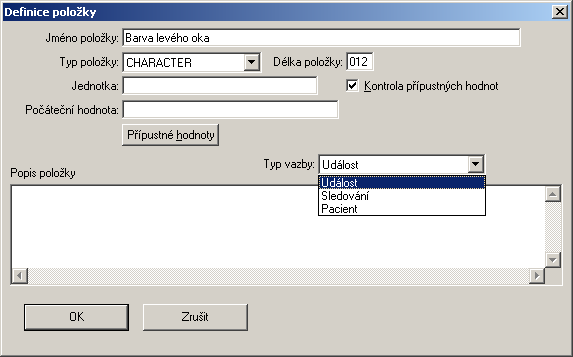 Definice položky
Jméno položky: Barva levého oka
Typ položky: CHARACTER Délka položky: 012
Jednotka: Kontrola přípustných hodnot
Počáteční hodnota:
Přípustné hodnoty
Typ vazby: Událost
Popis položky
Událost
Sledování
Pacient
OK Zrušit